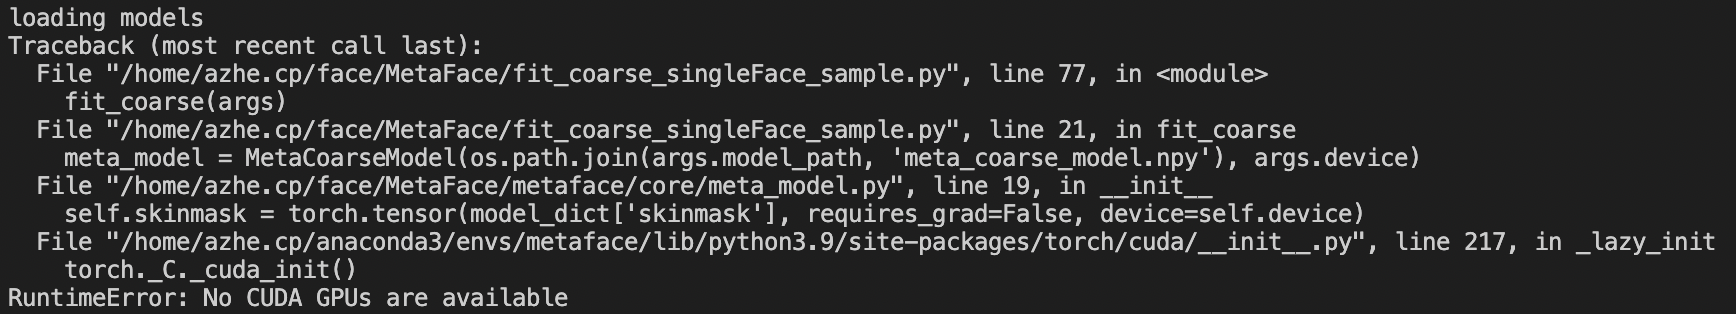 loading models
Traceback (most recent call last):
  File "/home/azhe.cp/face/MetaFace/fit_coarse_singleFace_sample.py", line 77, in <module>
    fit_coarse(args)
  File "/home/azhe.cp/face/MetaFace/fit_coarse_singleFace_sample.py", line 21, in fit_coarse
    meta_model = MetaCoarseModel(os.path.join(args.model_path, 'meta_coarse_model.npy'), args.device)
  File "/home/azhe.cp/face/MetaFace/metaface/core/meta_model.py", line 19, in __init__
    self.skinmask = torch.tensor(model_dict['skinmask'], requires_grad=False, device=self.device)
  File "/home/azhe.cp/anaconda3/envs/metaface/lib/python3.9/site-packages/torch/cuda/__init__.py", line 217, in _lazy_init
    torch._C._cuda_init()
RuntimeError: No CUDA GPUs are available